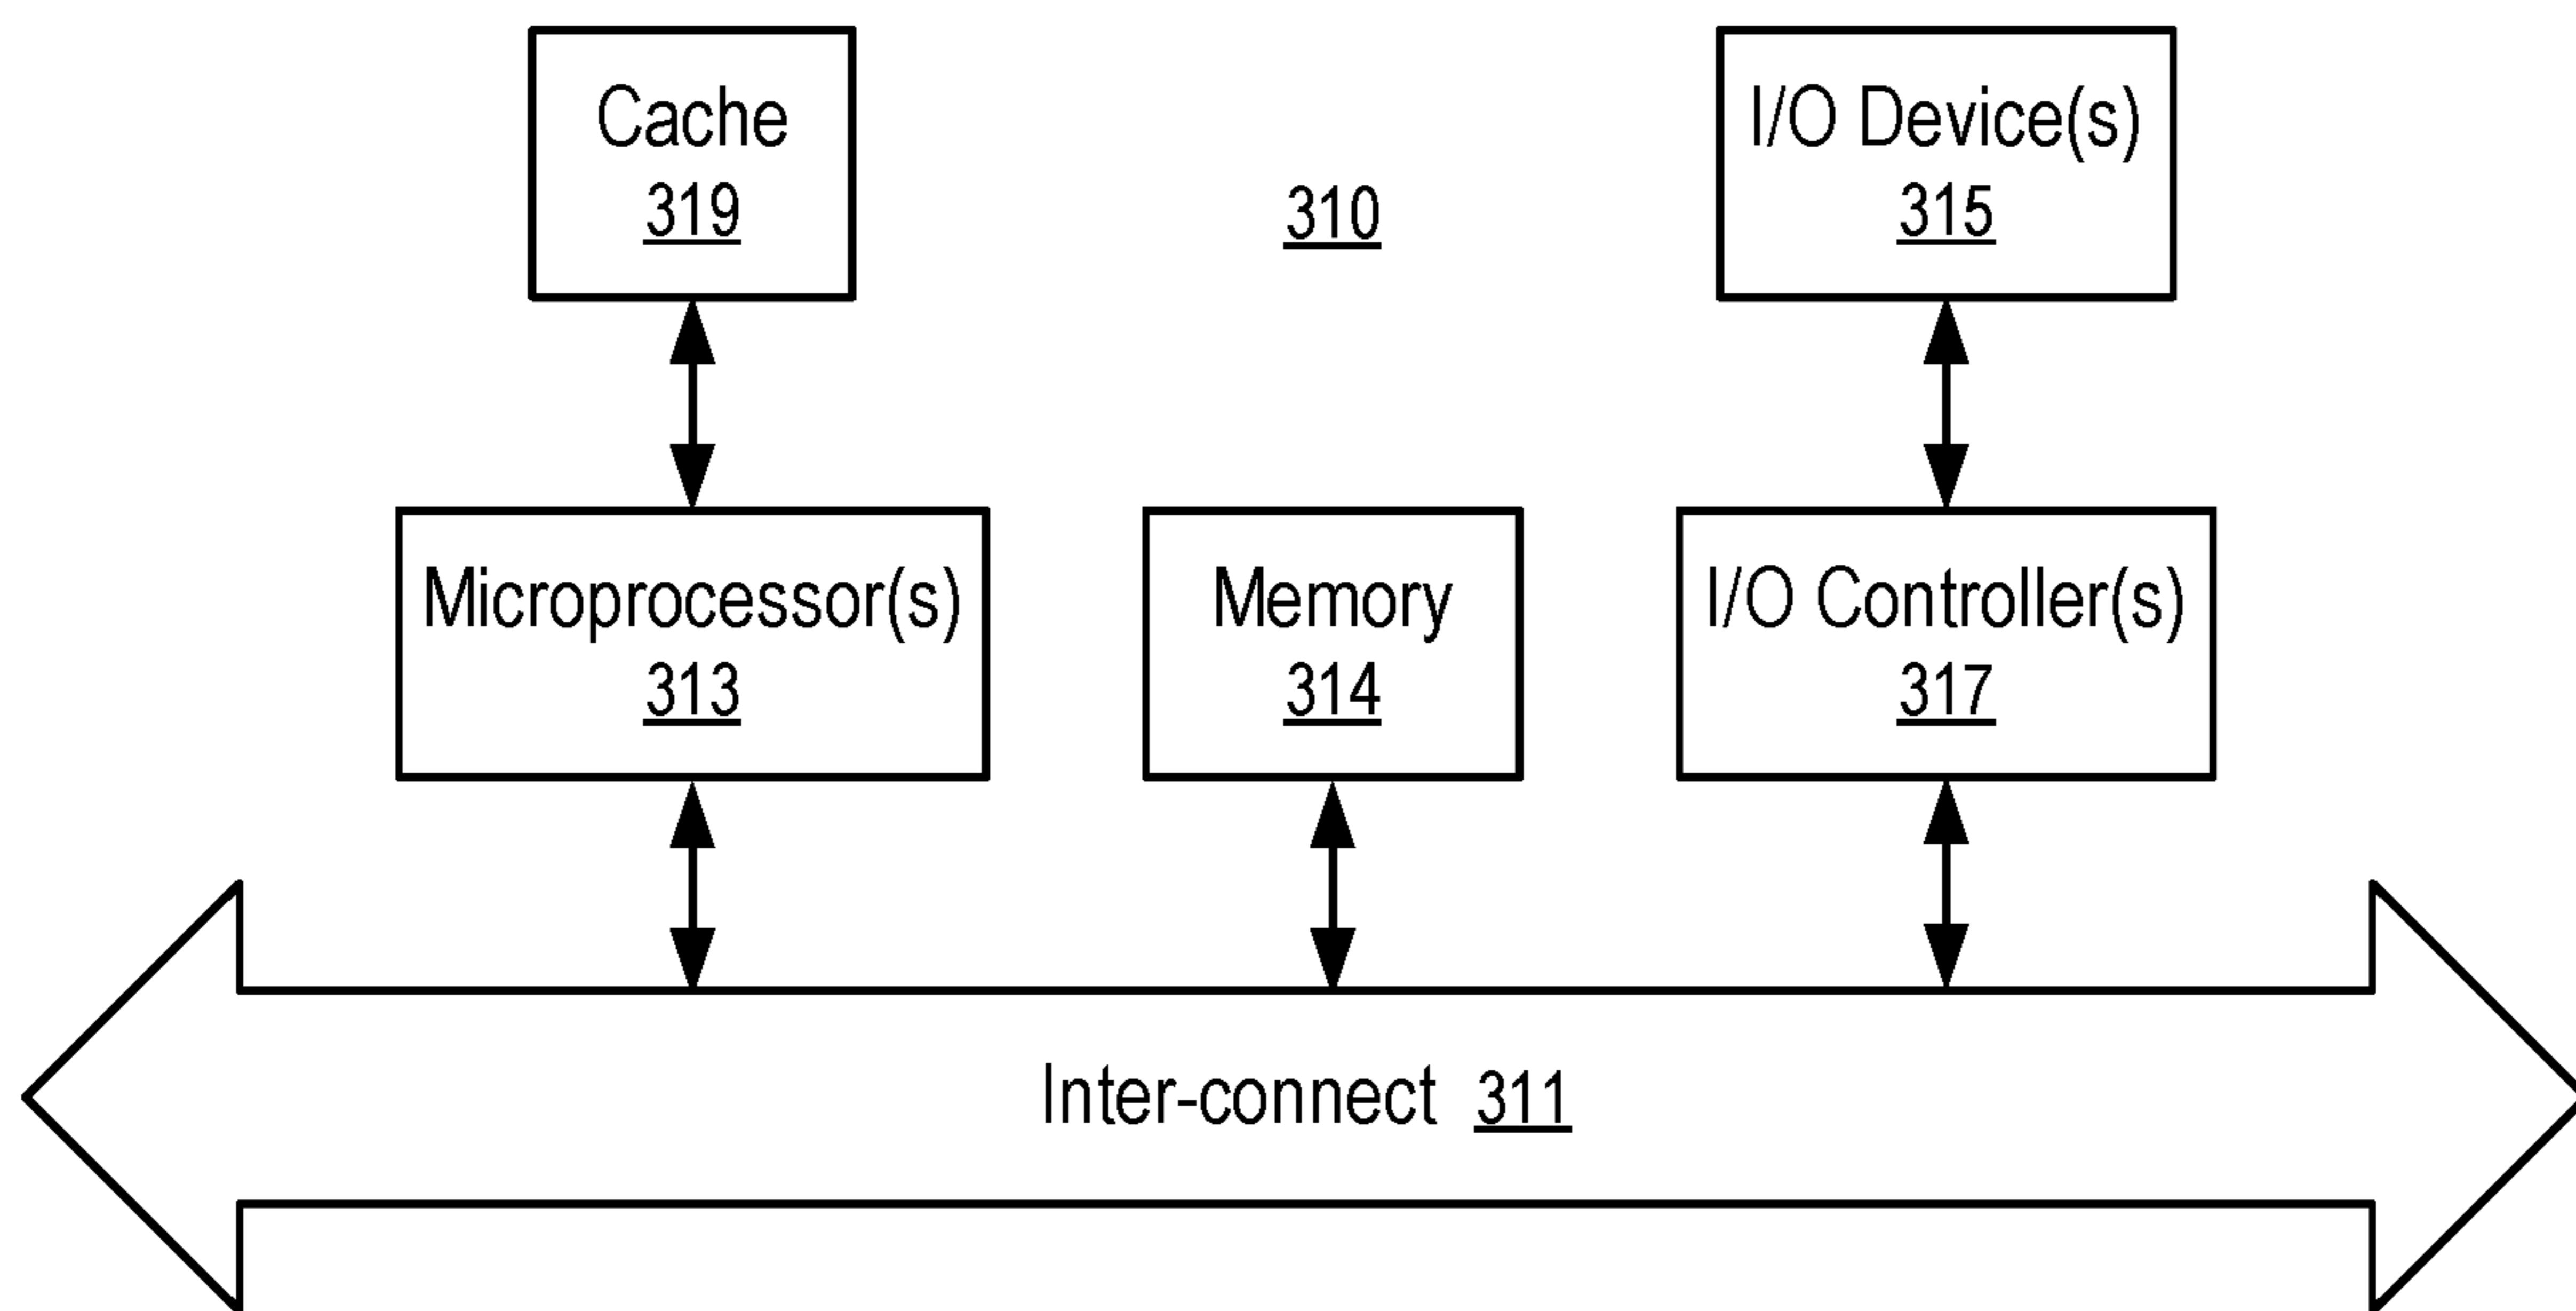 Cache
319
310
I/O Device(s)
315
Microprocessor(s)
313
Memory
314
I/O Controller(s)
317
Inter-connect 311